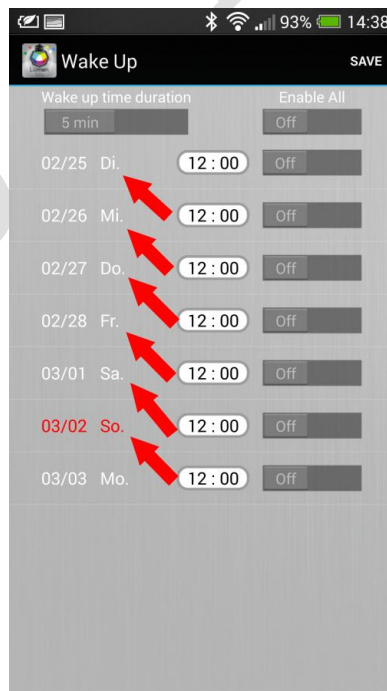 93% 14:38
Wake Up SAVE
Wake up time duration Enable All
5 min Off
02/25 Di. 12 : 00 Off
02/26 Mi. 12 : 00 Off
02/27 Do. 12 : 00 Off
02/28 Fr. 12 : 00 Off
03/01 Sa. 12 : 00 Off
03/02 So. 12 : 00 Off
03/03 Mo. 12 : 00 Off